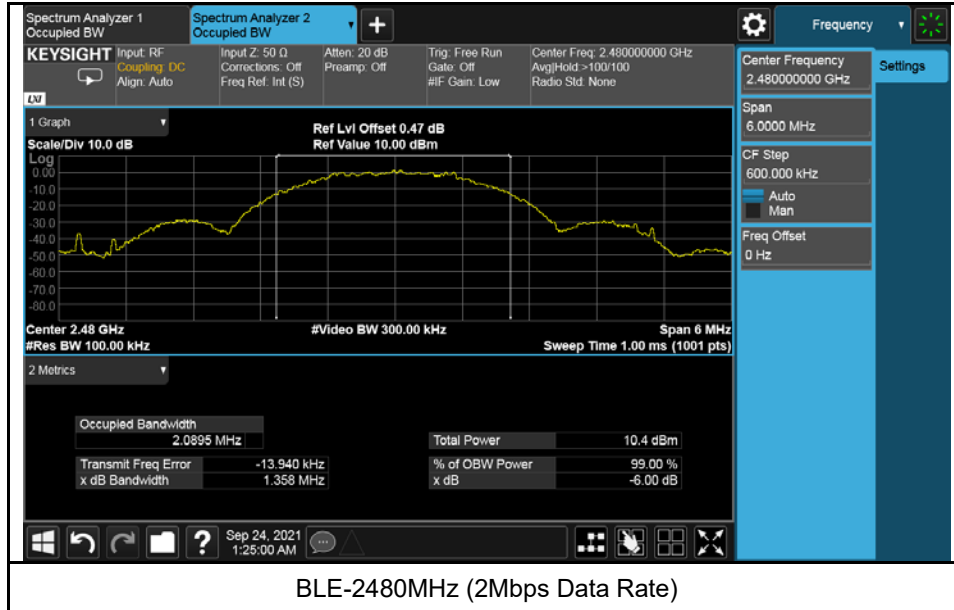 Spectrum Analyzer 1
Occupied BW
Spectrum Analyzer 2
Occupied BW
+
Frequency
KEYSIGHT
LXI
Input: RF
Coupling: DC
Align: Auto
Input Z: 50 Ω
Corrections: Off
Freq Ref: Int (S)
Atten: 20 dB
Preamp: Off
Trig: Free Run
Gate: Off
#IF Gain: Low
Center Freq: 2.480000000 GHz
Avg|Hold:>100/100
Radio Std: None
Center Frequency
2.480000000 GHz
Settings
Span
6.0000 MHz
CF Step
600.000 kHz
Auto
Man
Freq Offset
0 Hz
1 Graph
Scale/Div 10.0 dB
Ref Lvl Offset 0.47 dB
Ref Value 10.00 dBm
Log
0.00
-10.0
-20.0
-30.0
-40.0
-50.0
-60.0
-70.0
-80.0
Center 2.48 GHz
#Res BW 100.00 kHz
#Video BW 300.00 kHz
Span 6 MHz
Sweep Time 1.00 ms (1001 pts)
2 Metrics
Occupied Bandwidth
2.0895 MHz
Total Power 10.4 dBm
Transmit Freq Error -13.940 kHz
% of OBW Power 99.00 %
x dB Bandwidth 1.358 MHz
x dB -6.00 dB
?
Sep 24, 2021
1:25:00 AM
BLE-2480MHz (2Mbps Data Rate)